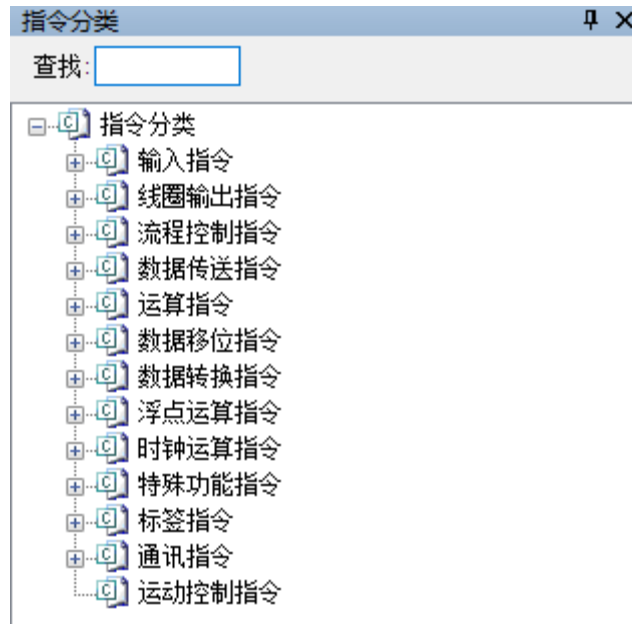 指令分类
查找:
指令分类
输入指令
线圈输出指令
流程控制指令
数据传送指令
运算指令
数据移位指令
数据转换指令
浮点运算指令
时钟运算指令
特殊功能指令
标签指令
通讯指令
运动控制指令